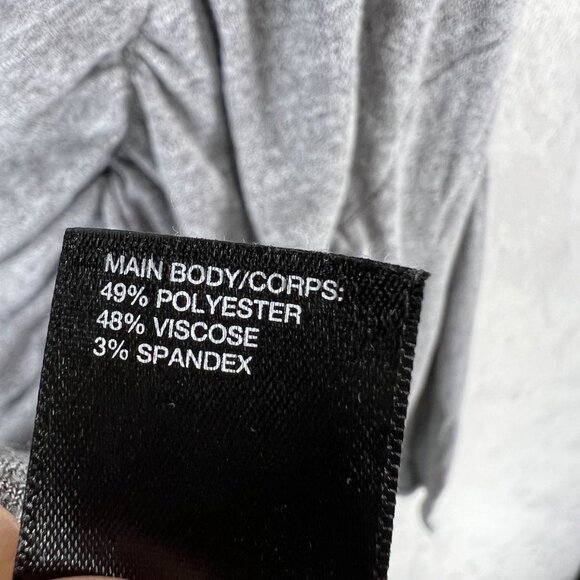 MAIN BODY/CORPS:
49% POLYESTER
48% VISCOSE
3% SPANDEX